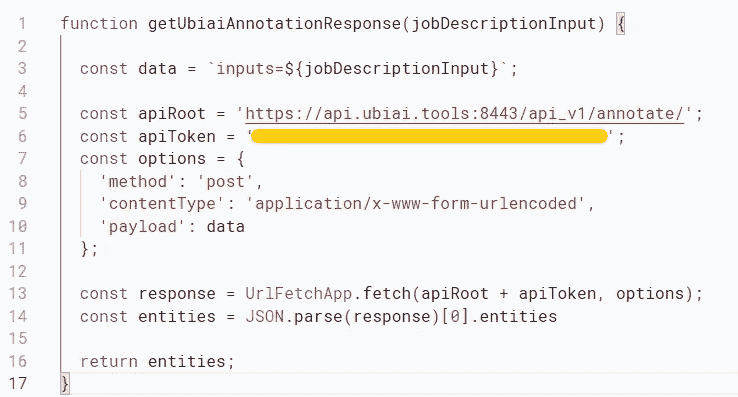 1 function getUbiaiAnnotationResponse(jobDescriptionInput) {
2
3 const data = `inputs=${jobDescriptionInput}`;
4
5 const apiRoot = 'https://api.ubiai.tools:8443/api_v1/annotate/';
6 const apiToken = '';
7 const options = {
8 'method': 'post',
9 'contentType': 'application/x-www-form-urlencoded',
10 'payload': data
11 };
12
13 const response = UrlFetchApp.fetch(apiRoot + apiToken, options);
14 const entities = JSON.parse(response)[0].entities
15
16 return entities;
17 }